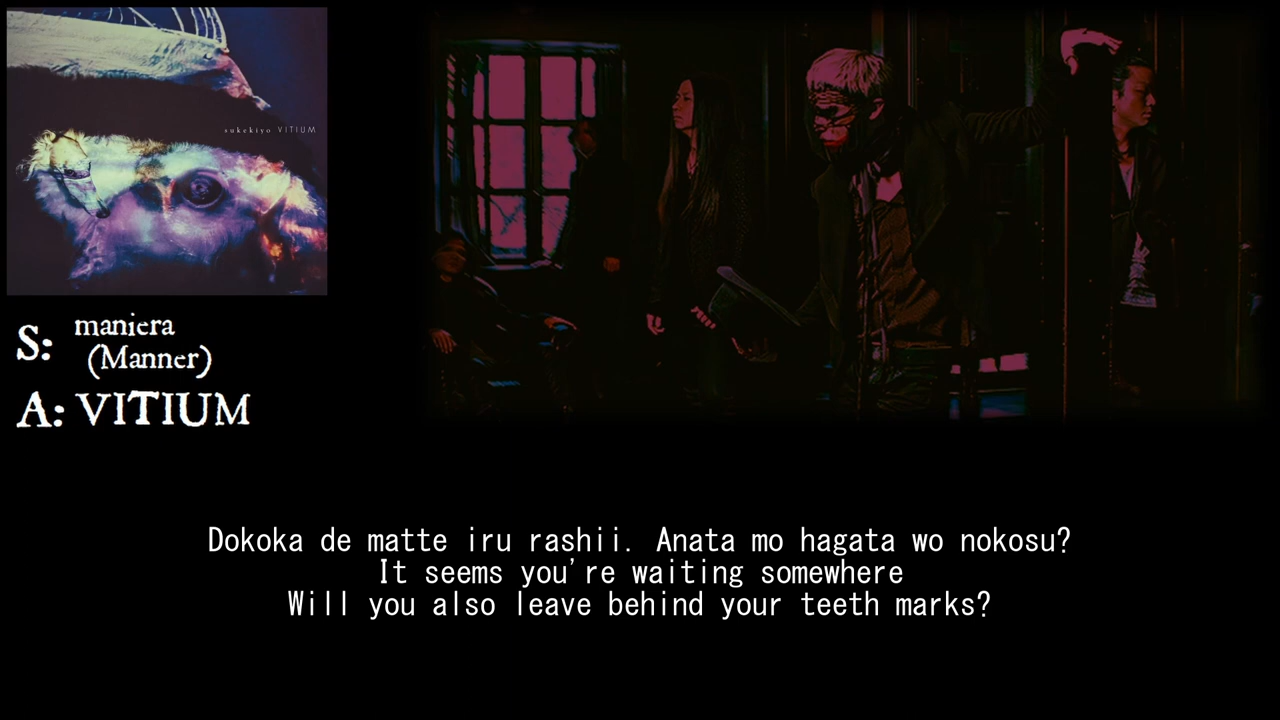 sukekiyo VITIUM
S: maniera
(Manner)
A: VITIUM
Dokoka de matte iru rashii. Anata mo hagata wo nokosu?
It seems you're waiting somewhere
Will you also leave behind your teeth marks?